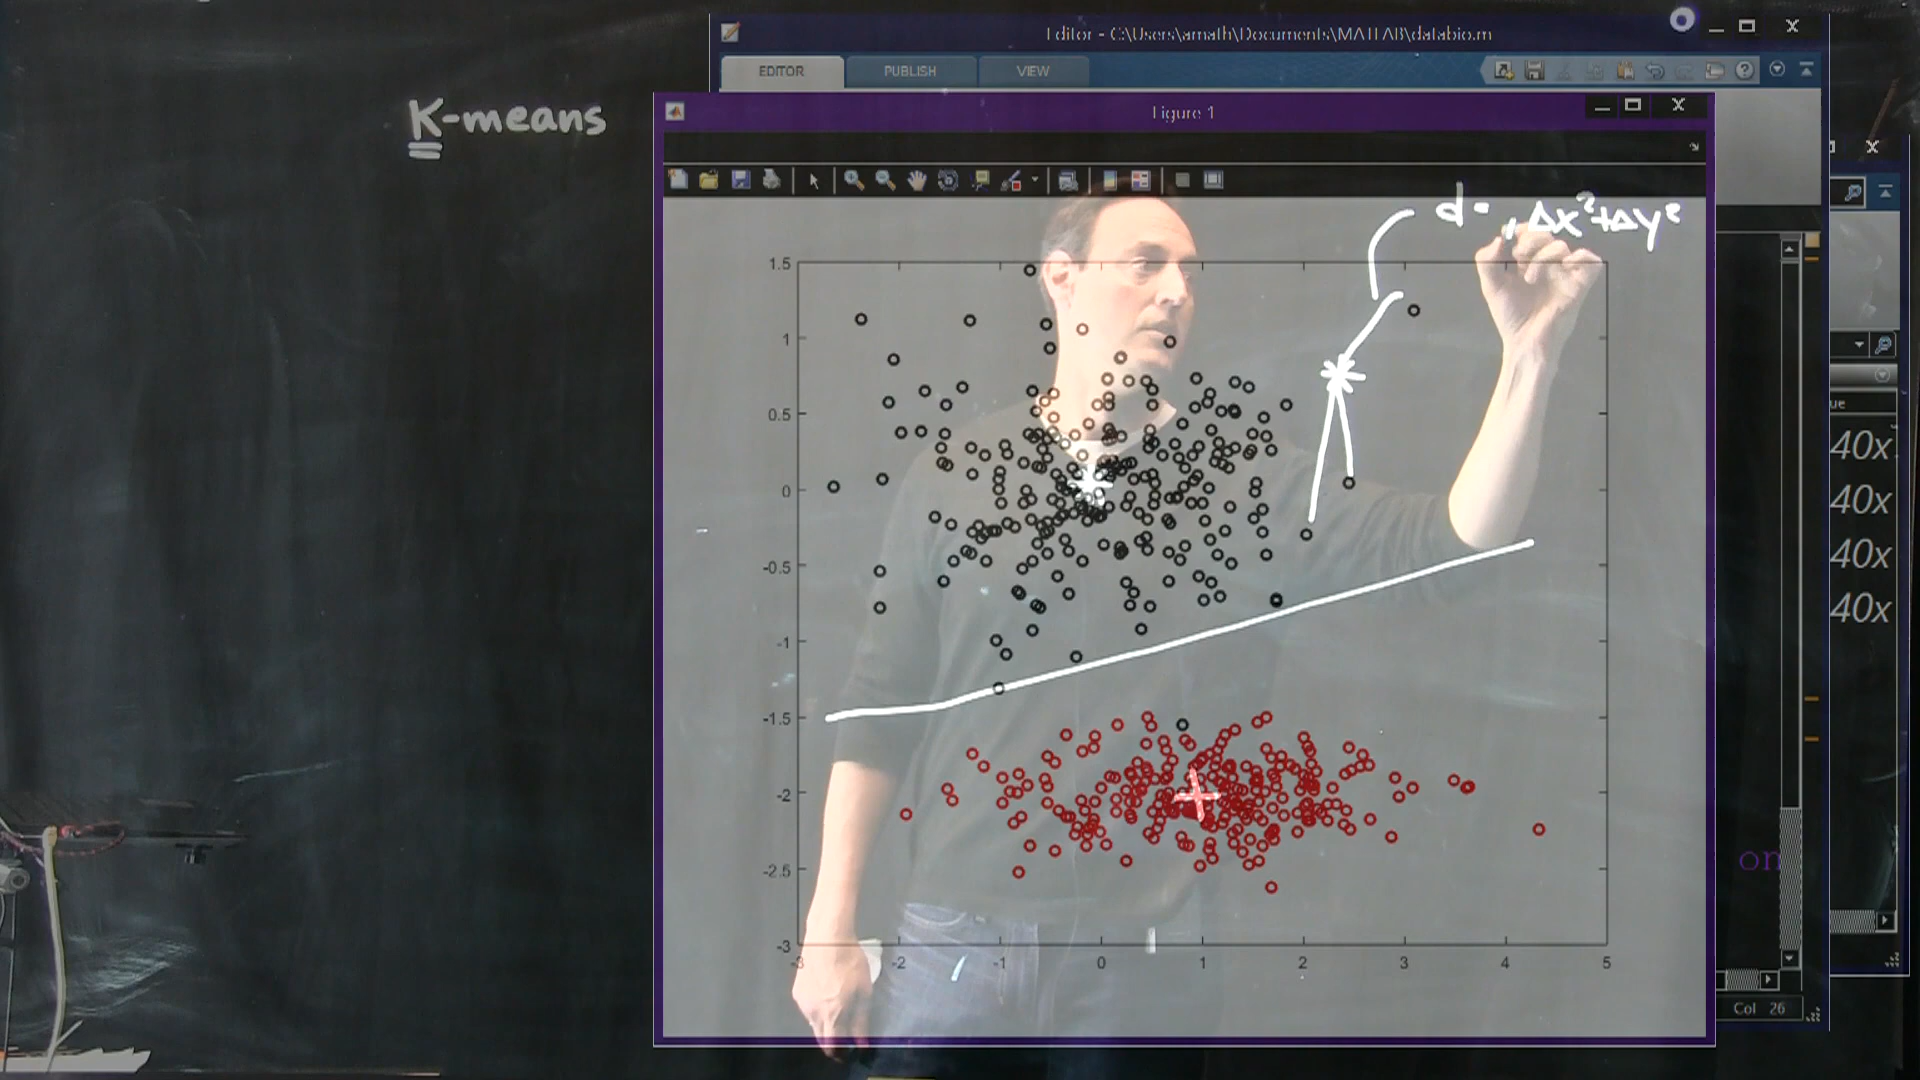 Editor - C:\Users\amath\Documents\MATLAB\databio.m
EDITOR PUBLISH VIEW
K-means
Figure 1
d = Δx²+Δy²
1.5
1
0.5
0
-0.5
-1
-1.5
-2
-2.5
-3
-3 -2 -1 0 1 2 3 4 5
ue
40x
40x
40x
40x
on
Col 26